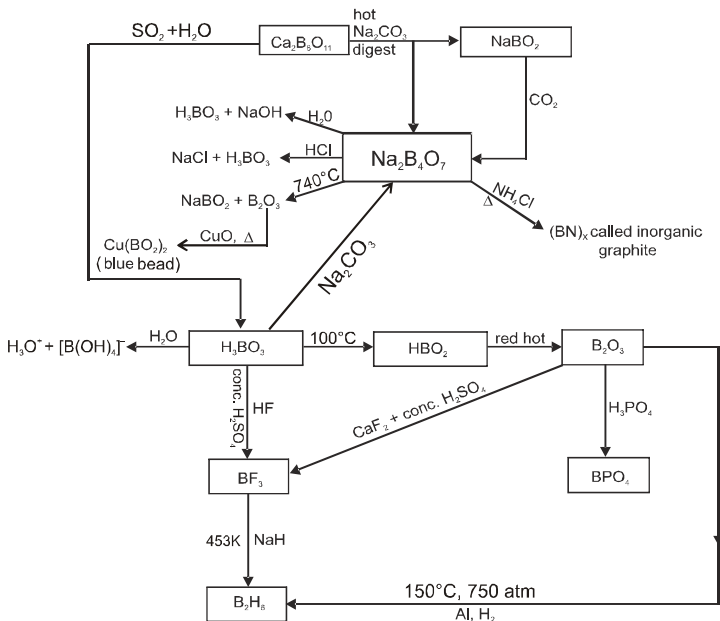 SO₂ +H₂O
Ca₂B₆O₁₁
hot
Na₂CO₃
digest
NaBO₂
CO₂
H₃BO₃ + NaOH
H₂0
NaCl + H₃BO₃
HCl
Na₂B₄O₇
740°C
NaBO₂ + B₂O₃
NH₄Cl
Δ
CuO, Δ
Cu(BO₂)₂
( blue bead)
(BN)ₓ called inorganic
graphite
Na₂CO₃
H₃O⁺ + [B(OH)₄]⁻
H₂O
H₃BO₃
100°C
HBO₂
red hot
B₂O₃
conc. H₂SO₄
HF
CaF₂ + conc. H₂SO₄
H₃PO₄
BF₃
BPO₄
453K
NaH
150°C, 750 atm
B₂H₆
Al, H₂